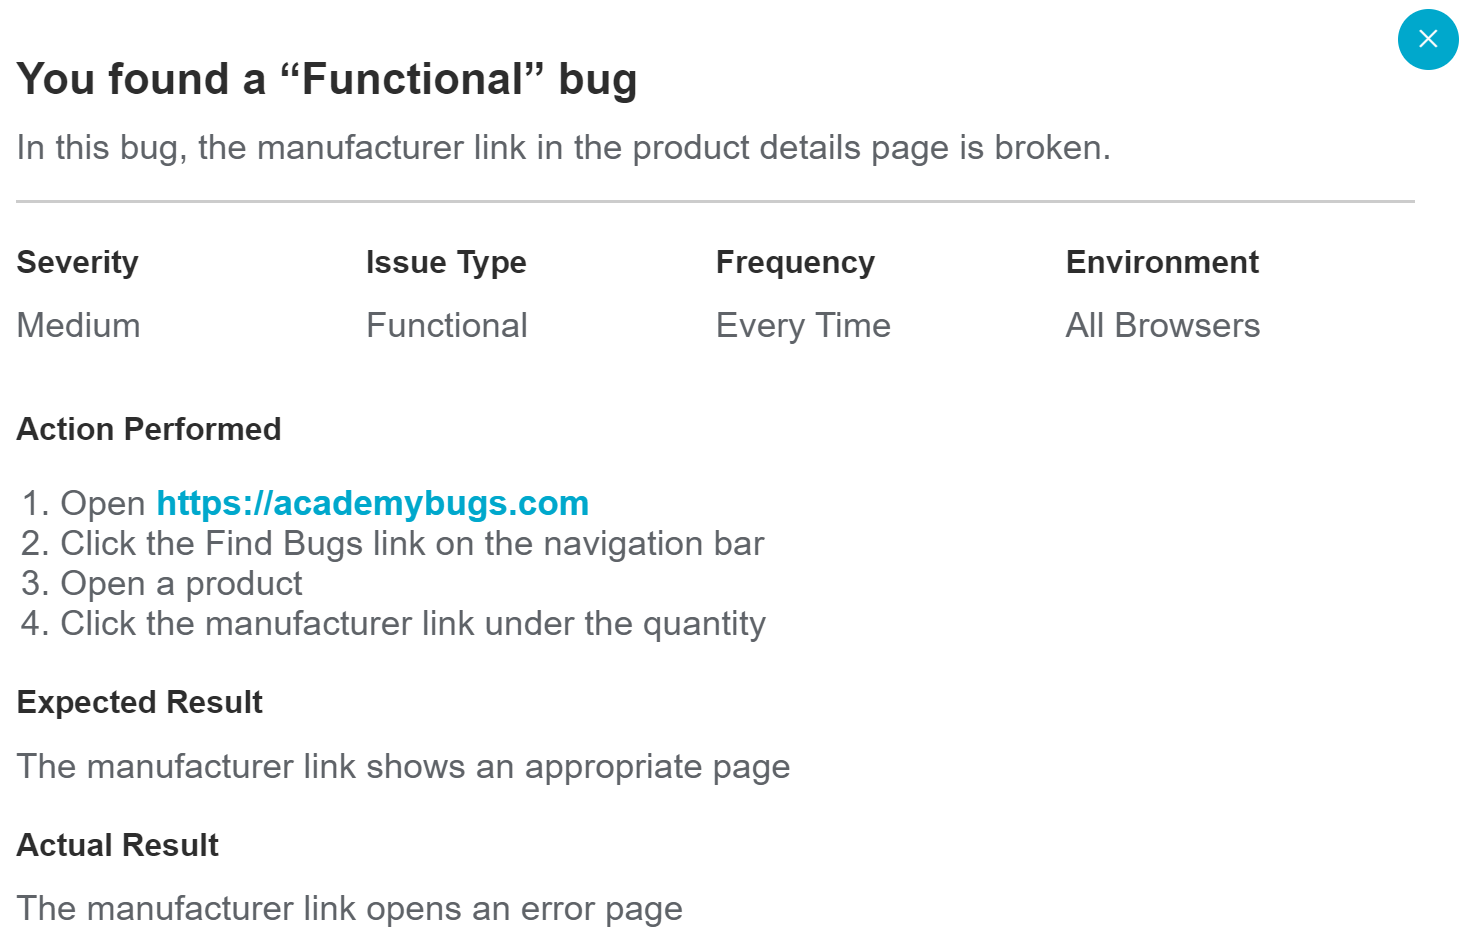 You found a “Functional” bug
In this bug, the manufacturer link in the product details page is broken.
Severity
Issue Type
Frequency
Environment
Medium
Functional
Every Time
All Browsers
Action Performed
1. Open https://academybugs.com
2. Click the Find Bugs link on the navigation bar
3. Open a product
4. Click the manufacturer link under the quantity
Expected Result
The manufacturer link shows an appropriate page
Actual Result
The manufacturer link opens an error page